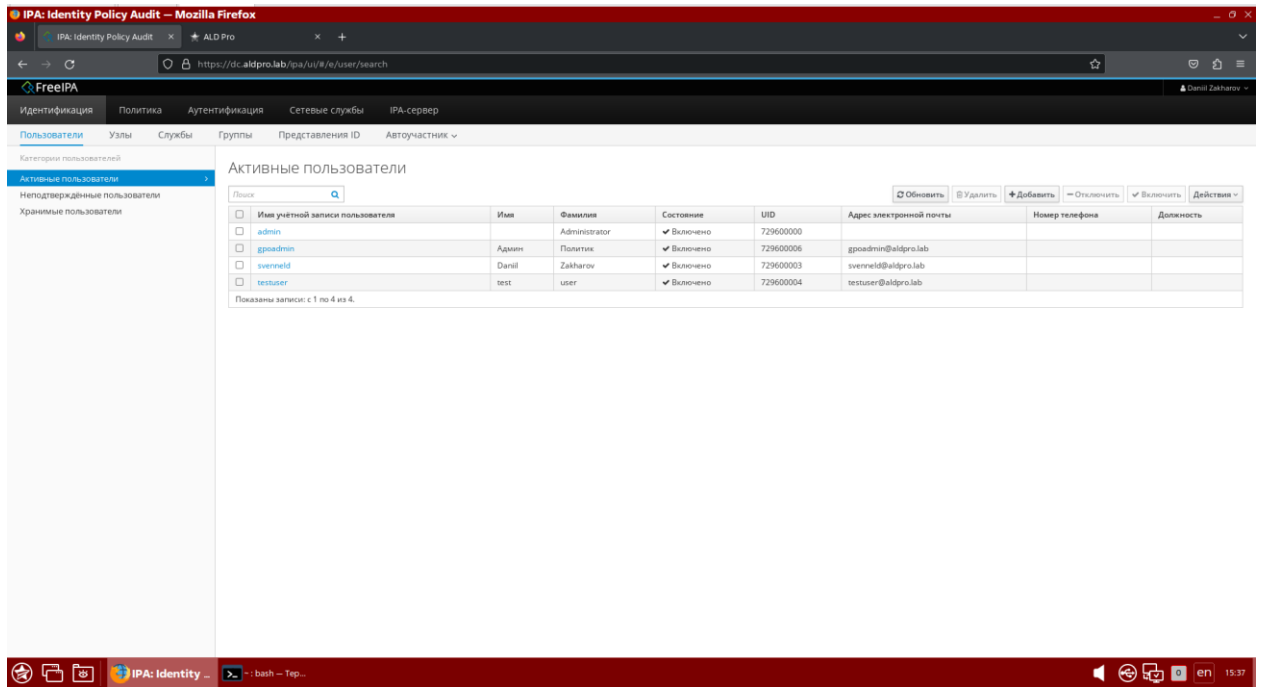 IPA: Identity Policy Audit — Mozilla Firefox
IPA: Identity Policy Audit × ALD Pro × +
https://dc.aldpro.lab/ipa/ui/#/e/user/search
FreeIPA Daniil Zakharov
Идентификация Политика Аутентификация Сетевые службы IPA-сервер
Пользователи Узлы Службы Группы Представления ID Автоучастник
Категории пользователей
Активные пользователи
Неподтверждённые пользователи
Хранимые пользователи
Активные пользователи
Поиск Обновить Удалить +Добавить −Отключить ✔Включить Действия
Имя учётной записи пользователя Имя Фамилия Состояние UID Адрес электронной почты Номер телефона Должность
admin Administrator ✔Включено 729600000
gpoadmin Админ Политик ✔Включено 729600006 gpoadmin@aldpro.lab
svenneld Daniil Zakharov ✔Включено 729600003 svenneld@aldpro.lab
testuser test user ✔Включено 729600004 testuser@aldpro.lab
Показаны записи: с 1 по 4 из 4.
IPA: Identity ... ~ : bash — Тер... 0 en 15:37